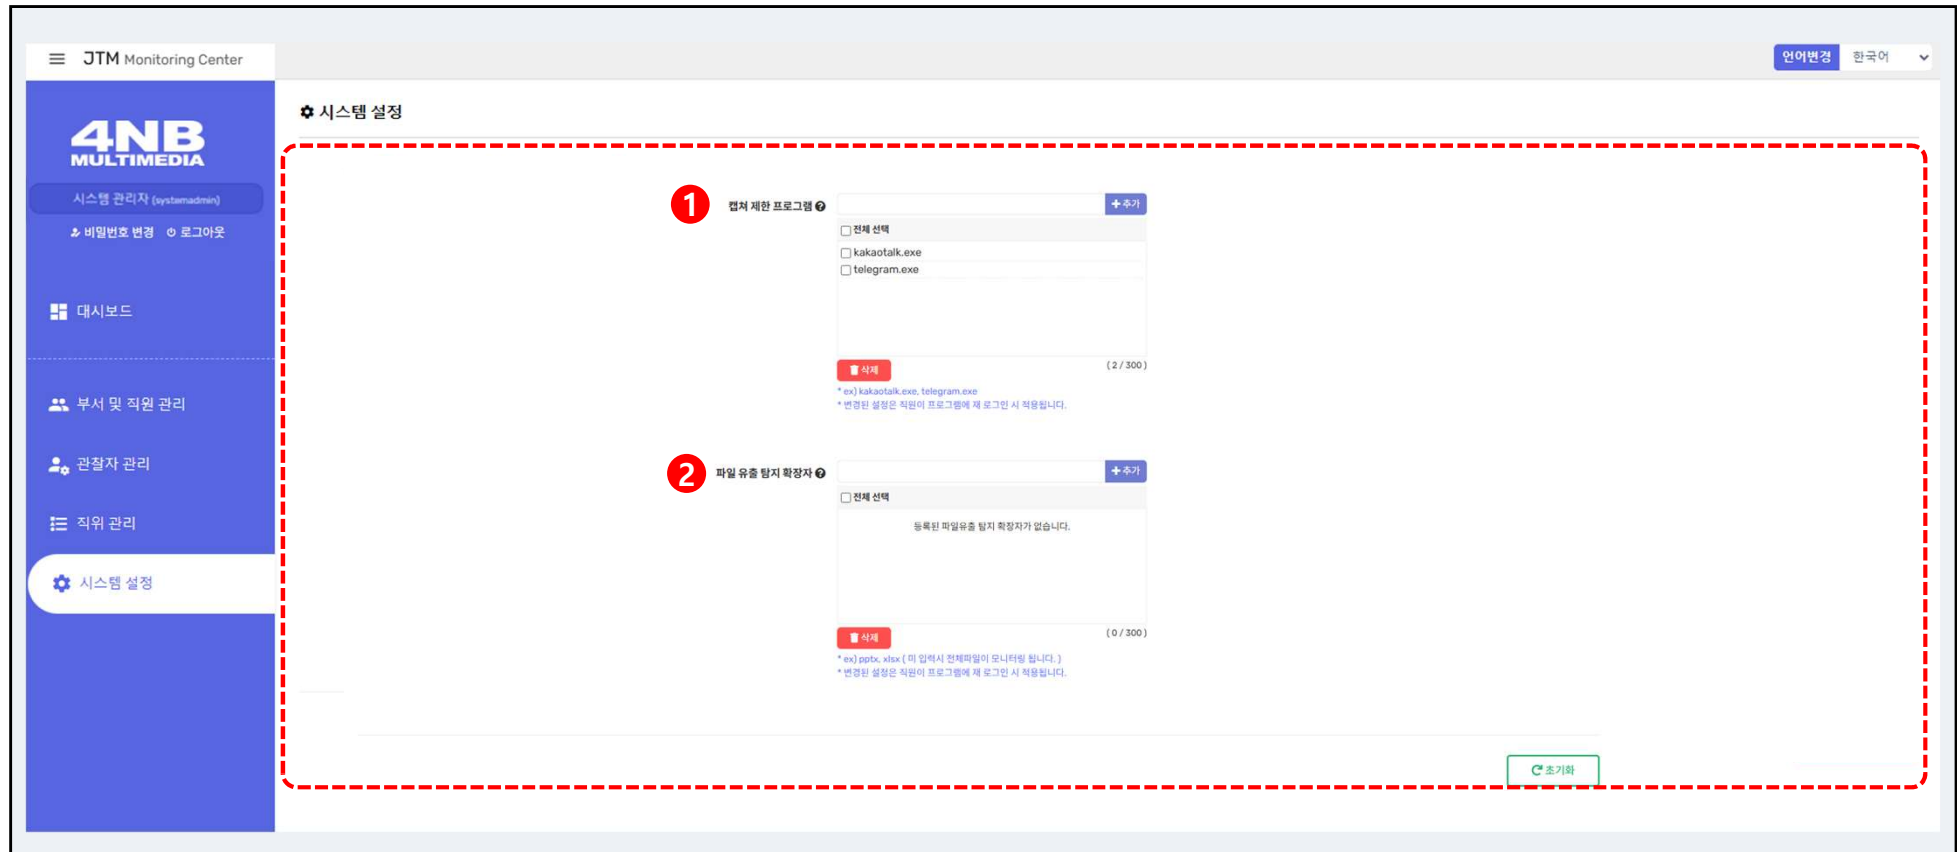 JTM Monitoring Center
언어변경 한국어
4NB
MULTIMEDIA
시스템 관리자 (systemadmin)
비밀번호 변경 로그아웃
대시보드
부서 및 직원 관리
관찰자 관리
직위 관리
시스템 설정
시스템 설정
1 캡쳐 제한 프로그램 + 추가
전체 선택
kakaotalk.exe
telegram.exe
삭제 ( 2 / 300 )
* ex) kakaotalk.exe, telegram.exe
* 변경된 설정은 직원이 프로그램에 재 로그인 시 적용됩니다.
2 파일 유출 탐지 확장자 + 추가
전체 선택
등록된 파일유출 탐지 확장자가 없습니다.
삭제 ( 0 / 300 )
* ex) pptx, xlsx ( 미 입력시 전체파일이 모니터링 됩니다. )
* 변경된 설정은 직원이 프로그램에 재 로그인 시 적용됩니다.
초기화